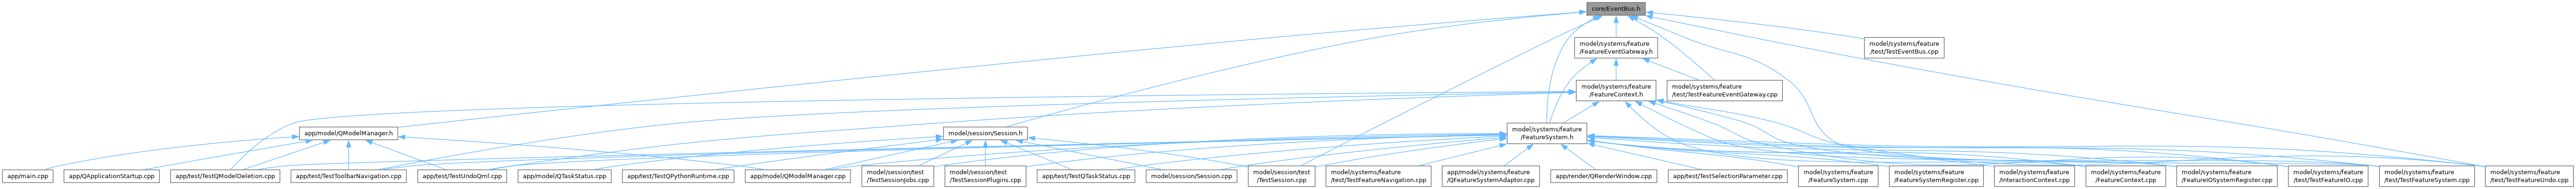 core/EventBus.h
model/systems/feature
/FeatureEventGateway.h
model/systems/feature
/test/TestEventBus.cpp
model/systems/feature
/FeatureContext.h
model/systems/feature
/test/TestFeatureEventGateway.cpp
app/model/QModelManager.h
model/session/Session.h
model/systems/feature
/FeatureSystem.h
app/main.cpp
app/QApplicationStartup.cpp
app/test/TestQModelDeletion.cpp
app/test/TestToolbarNavigation.cpp
app/test/TestUndoQml.cpp
app/model/QTaskStatus.cpp
app/test/TestQPythonRuntime.cpp
app/model/QModelManager.cpp
model/session/test
/TestSessionJobs.cpp
model/session/test
/TestSessionPlugins.cpp
app/test/TestQTaskStatus.cpp
model/session/Session.cpp
model/session/test
/TestSession.cpp
model/systems/feature
/test/TestFeatureNavigation.cpp
app/model/systems/feature
/QFeatureSystemAdaptor.cpp
app/render/QRenderWindow.cpp
app/test/TestSelectionParameter.cpp
model/systems/feature
/FeatureSystem.cpp
model/systems/feature
/FeatureSystemRegister.cpp
model/systems/feature
/InteractionContext.cpp
model/systems/feature
/FeatureContext.cpp
model/systems/feature
/FeatureIOSystemRegister.cpp
model/systems/feature
/test/TestFeatureIO.cpp
model/systems/feature
/test/TestFeatureSystem.cpp
model/systems/feature
/test/TestFeatureUndo.cpp